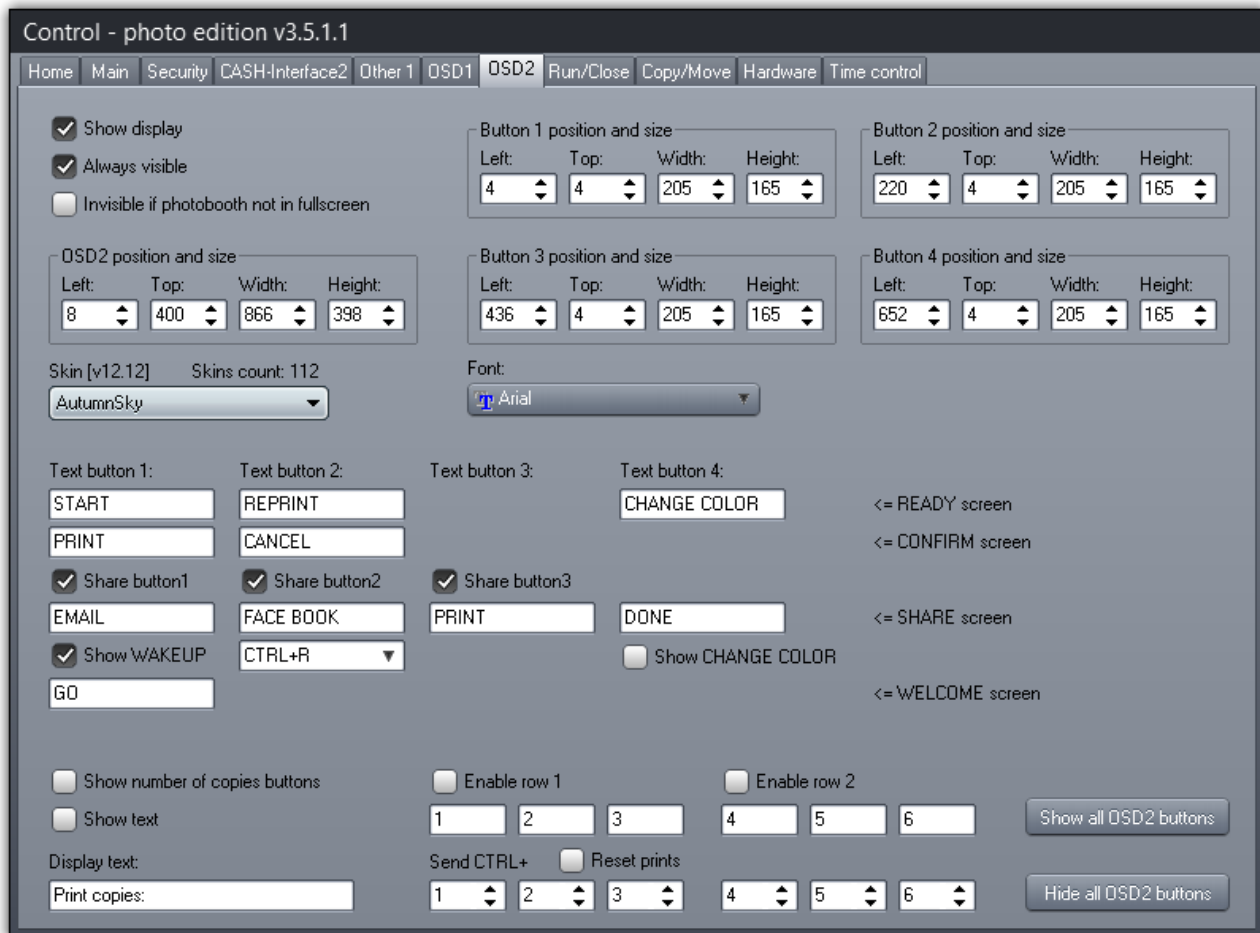 Control - photo edition v3.5.1.1
Home Main Security CASH-Interface2 Other 1 OSD1 OSD2 Run/Close Copy/Move Hardware Time control
Show display
Always visible
Invisible if photobooth not in fullscreen
Button 1 position and size
Left: Top: Width: Height:
4 4 205 165
Button 2 position and size
Left: Top: Width: Height:
220 4 205 165
OSD2 position and size
Left: Top: Width: Height:
8 400 866 398
Button 3 position and size
Left: Top: Width: Height:
436 4 205 165
Button 4 position and size
Left: Top: Width: Height:
652 4 205 165
Skin [v12.12] Skins count: 112
AutumnSky
Font:
Arial
Text button 1: Text button 2: Text button 3: Text button 4:
START REPRINT CHANGE COLOR <= READY screen
PRINT CANCEL <= CONFIRM screen
Share button1 Share button2 Share button3
EMAIL FACE BOOK PRINT DONE <= SHARE screen
Show WAKEUP CTRL+R Show CHANGE COLOR
GO <= WELCOME screen
Show number of copies buttons Enable row 1 Enable row 2
Show text 1 2 3 4 5 6 Show all OSD2 buttons
Display text: Send CTRL+ Reset prints
Print copies: 1 2 3 4 5 6 Hide all OSD2 buttons